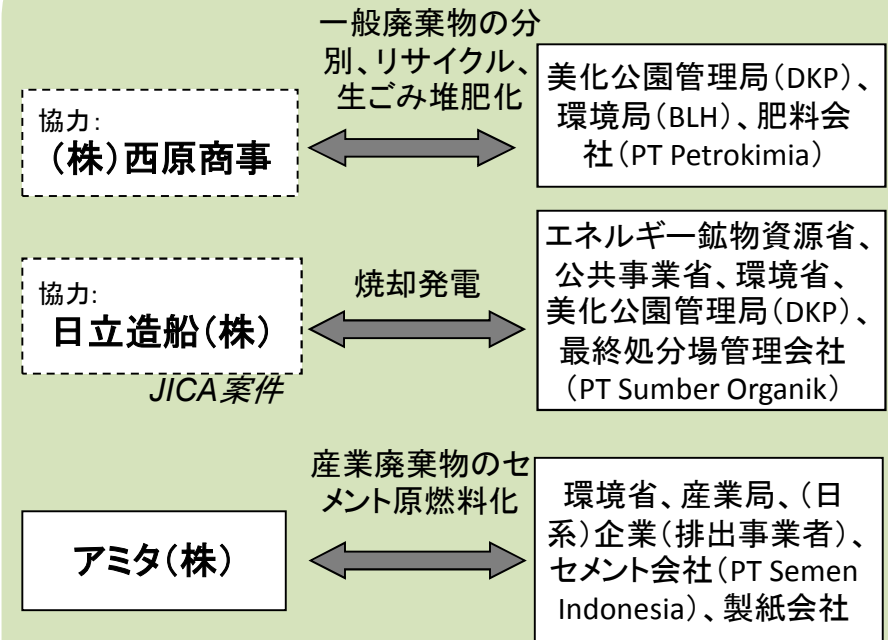 一般廃棄物の分
別、リサイクル、
生ごみ堆肥化
協力:
(株)西原商事
美化公園管理局(DKP)、
環境局(BLH)、肥料会
社(PT Petrokimia)
協力:
日立造船(株)
JICA案件
焼却発電
エネルギー鉱物資源省、
公共事業省、環境省、
美化公園管理局(DKP)、
最終処分場管理会社
(PT Sumber Organik)
産業廃棄物のセ
メント原燃料化
アミタ(株)
環境省、産業局、(日
系)企業(排出事業者)、
セメント会社(PT Semen
Indonesia)、製紙会社